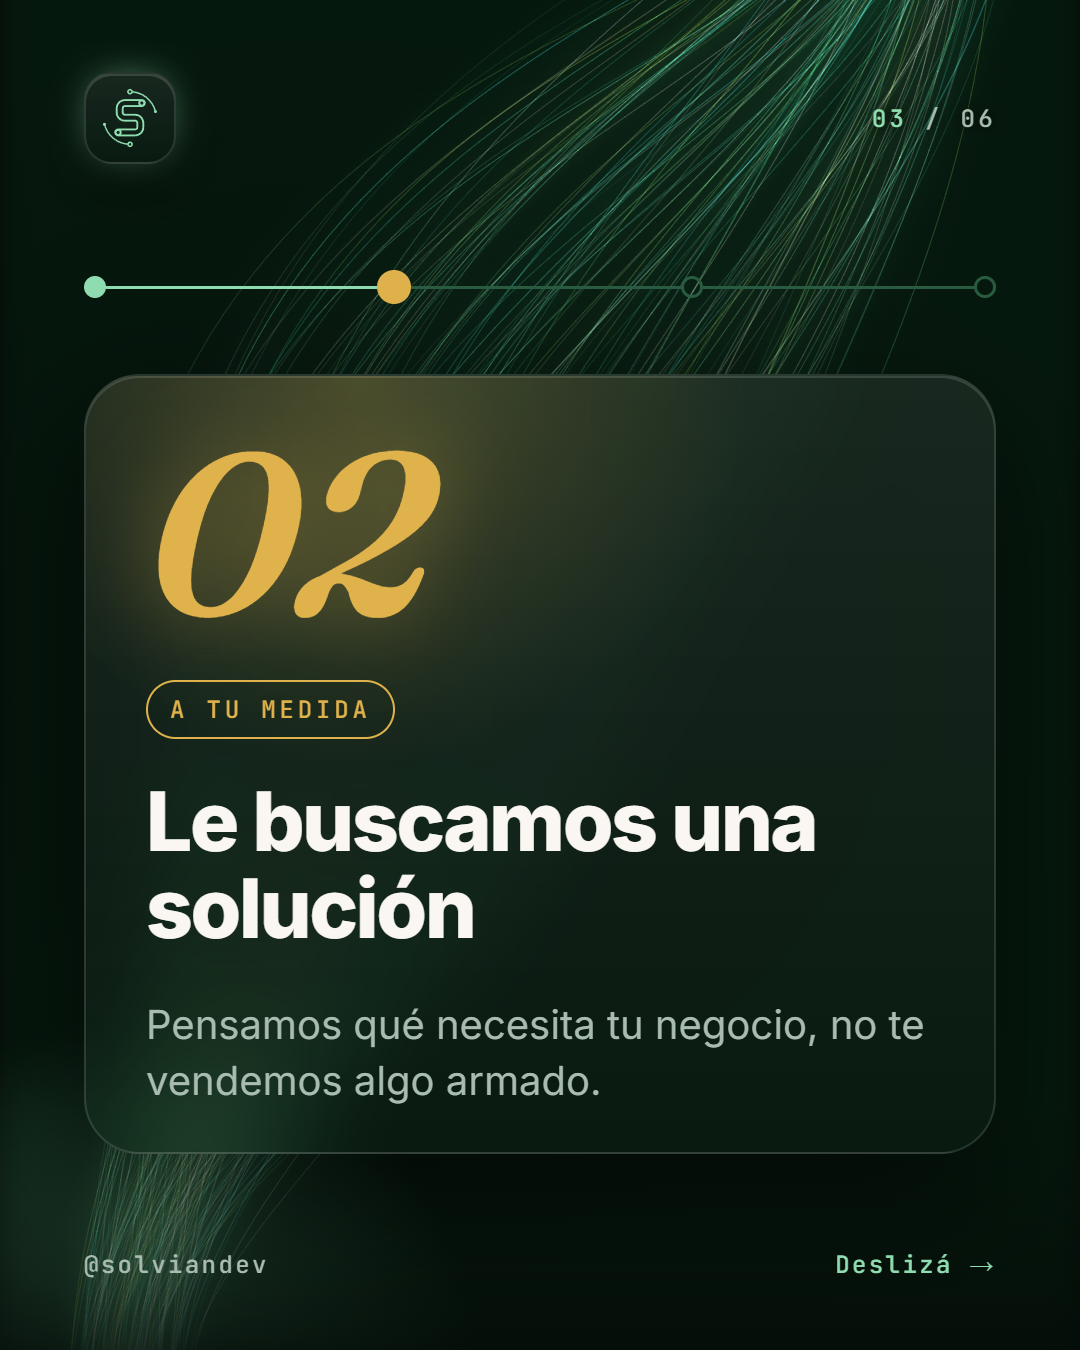 03 / 06
02
A TU MEDIDA
Le buscamos una
solución
Pensamos qué necesita tu negocio, no te
vendemos algo armado.
@solviandev
Deslizá →